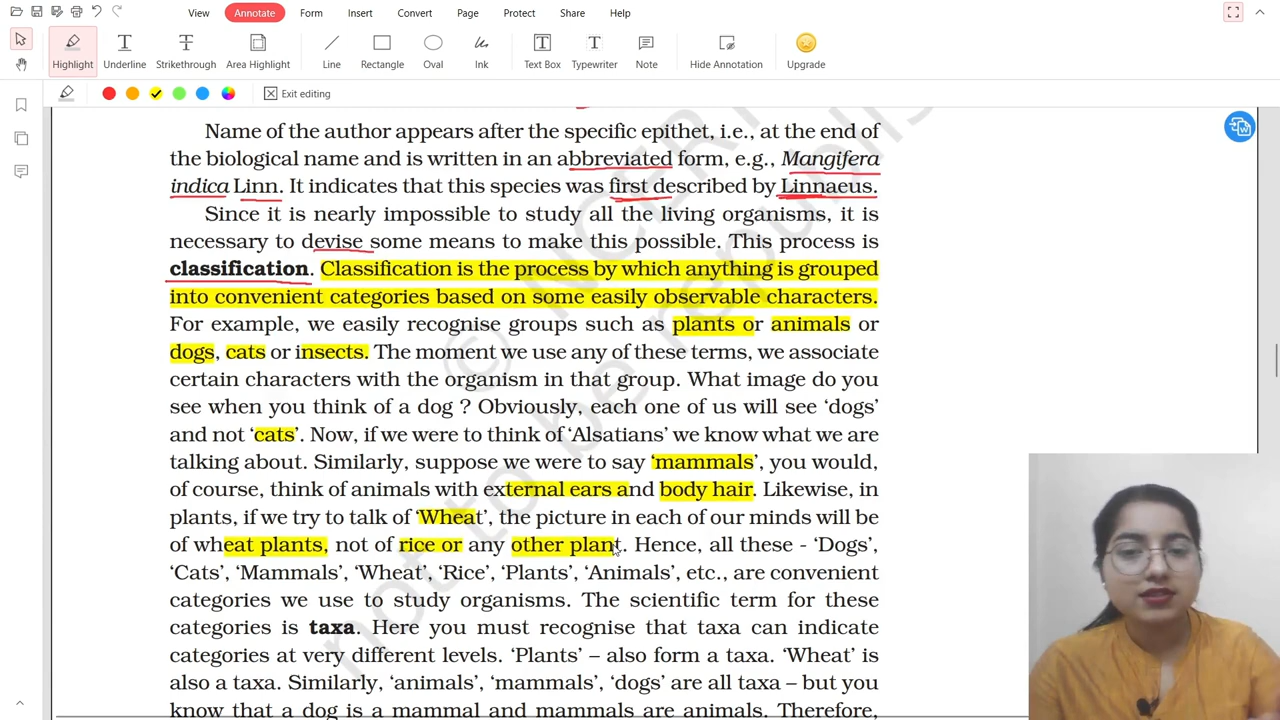 View Annotate Form Insert Convert Page Protect Share Help
Highlight Underline Strikethrough Area Highlight Line Rectangle Oval Ink Text Box Typewriter Note Hide Annotation Upgrade
Exit editing
Name of the author appears after the specific epithet, i.e., at the end of
the biological name and is written in an abbreviated form, e.g., Mangifera
indica Linn. It indicates that this species was first described by Linnaeus.
Since it is nearly impossible to study all the living organisms, it is
necessary to devise some means to make this possible. This process is
classification. Classification is the process by which anything is grouped
into convenient categories based on some easily observable characters.
For example, we easily recognise groups such as plants or animals or
dogs, cats or insects. The moment we use any of these terms, we associate
certain characters with the organism in that group. What image do you
see when you think of a dog ? Obviously, each one of us will see ‘dogs’
and not ‘cats’. Now, if we were to think of ‘Alsatians’ we know what we are
talking about. Similarly, suppose we were to say ‘mammals’, you would,
of course, think of animals with external ears and body hair. Likewise, in
plants, if we try to talk of ‘Wheat’, the picture in each of our minds will be
of wheat plants, not of rice or any other plant. Hence, all these - ‘Dogs’,
‘Cats’, ‘Mammals’, ‘Wheat’, ‘Rice’, ‘Plants’, ‘Animals’, etc., are convenient
categories we use to study organisms. The scientific term for these
categories is taxa. Here you must recognise that taxa can indicate
categories at very different levels. ‘Plants’ – also form a taxa. ‘Wheat’ is
also a taxa. Similarly, ‘animals’, ‘mammals’, ‘dogs’ are all taxa – but you
know that a dog is a mammal and mammals are animals. Therefore,
© NCERT
not to be republis